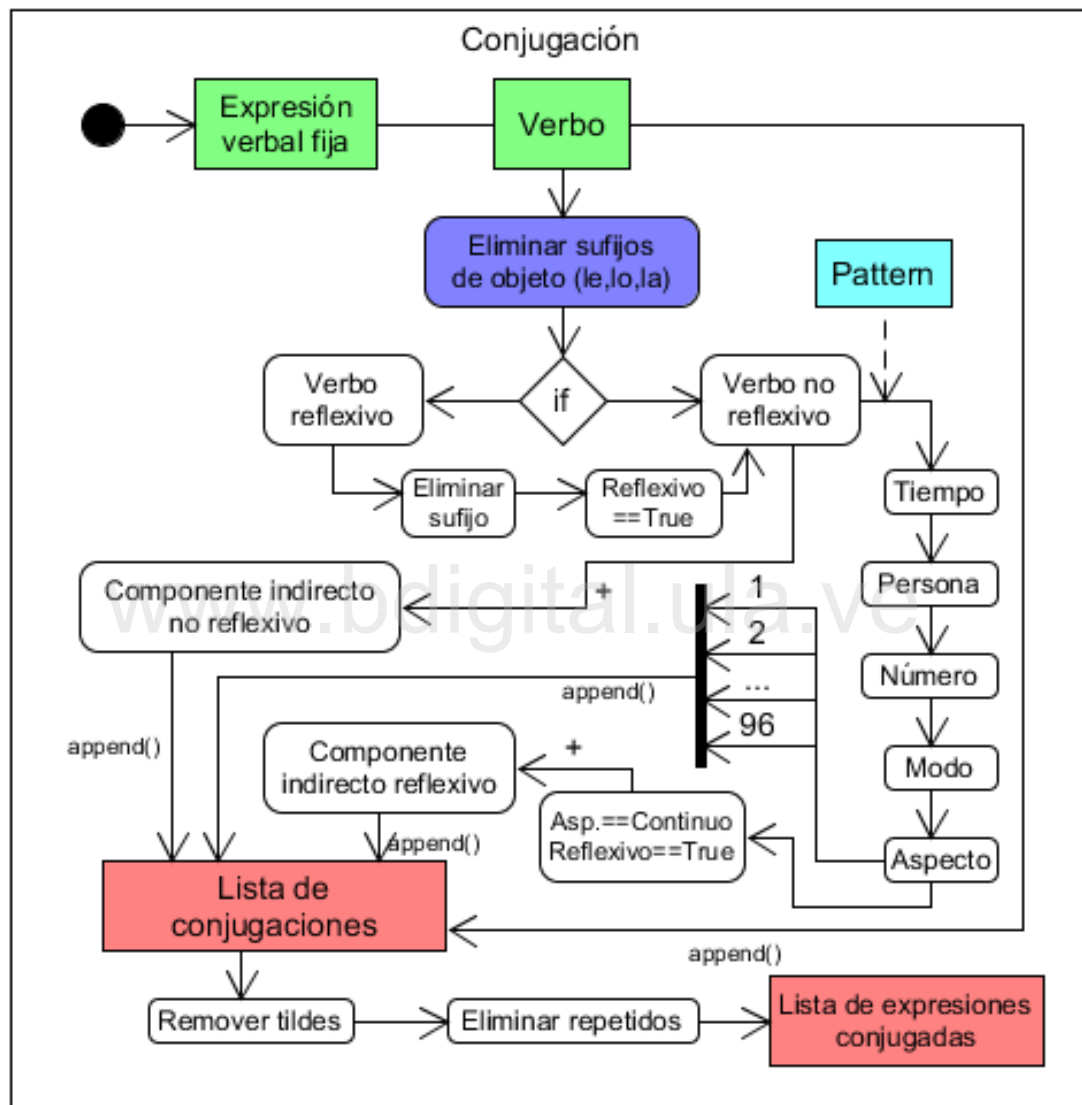 Conjugación
Expresión
verbal fija
Verbo
Eliminar sufijos
de objeto (le,lo,la)
Pattern
Verbo
reflexivo
if
Verbo no
reflexivo
Eliminar
sufijo
Reflexivo
==True
Tiempo
Componente indirecto
no reflexivo
+
1
Persona
www.bdigital.ula.ve
2
Número
...
append()
96
append()
Componente
indirecto reflexivo
+
Modo
Asp.==Continuo
Reflexivo==True
append()
Aspecto
Lista de
conjugaciones
append()
Remover tildes
Eliminar repetidos
Lista de expresiones
conjugadas